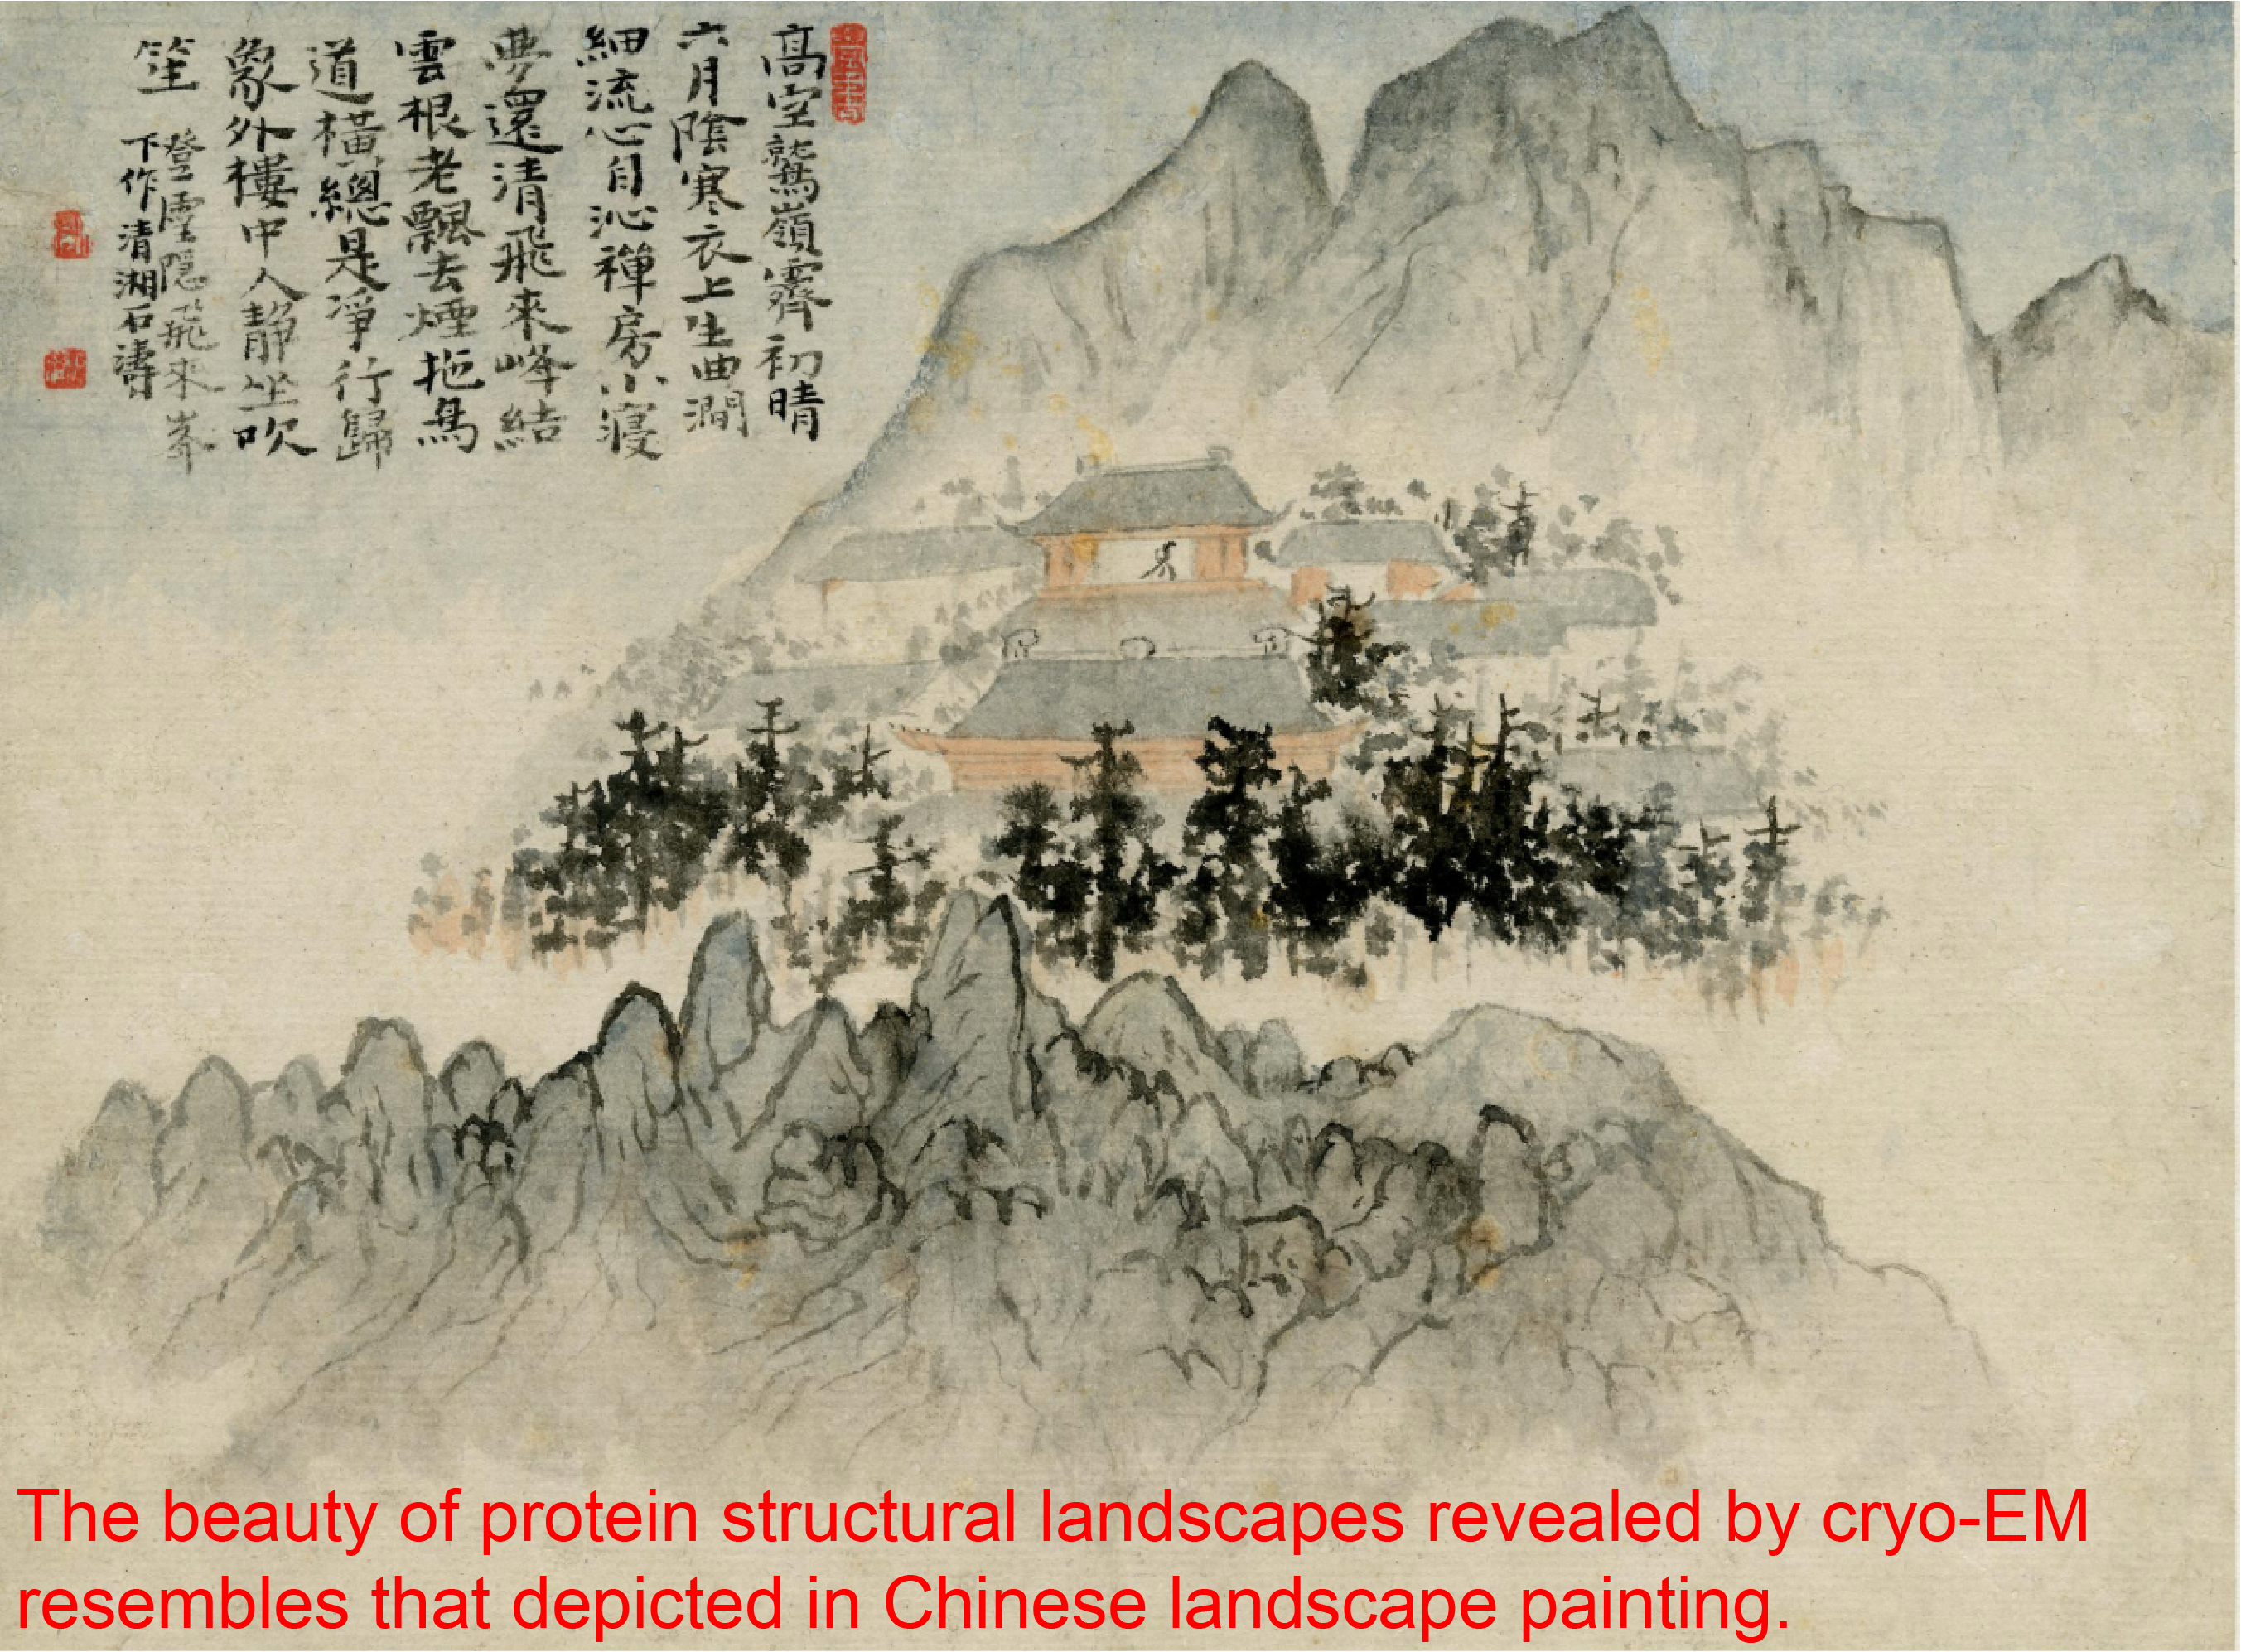 高空鷲嶺霽初晴
六月陰寒衣上生曲澗
細流心目沁禪房小寢
夢還清飛來峰結
雲根老飄去煙拖馬
道橫總是淨行歸
象外樓中人靜坐吹
笙 登靈隱飛來峯
下作清湘石濤
The beauty of protein structural landscapes revealed by cryo-EM
resembles that depicted in Chinese landscape painting.